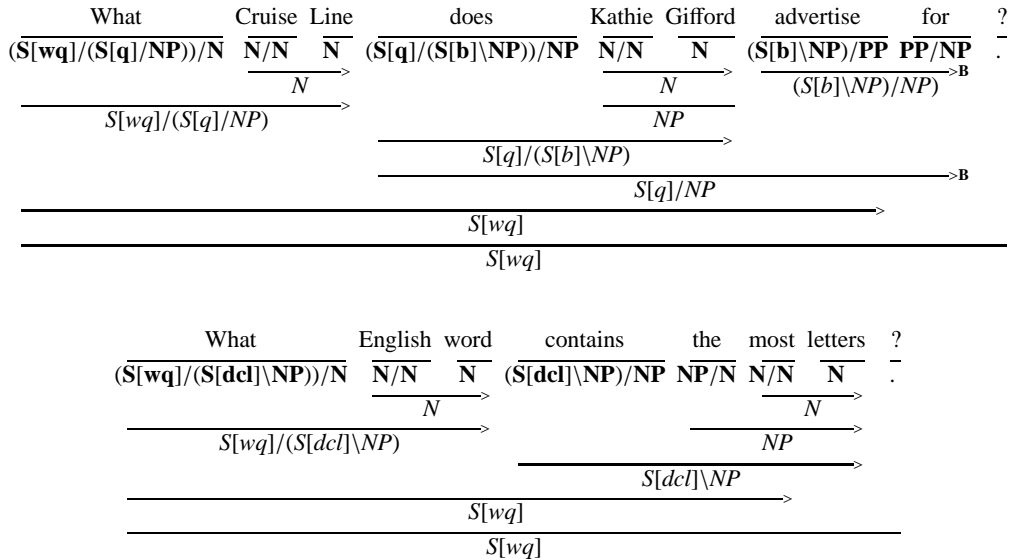 What Cruise Line does Kathie Gifford advertise for ?
(S[wq]/(S[q]/NP))/N N/N N (S[q]/(S[b]\NP))/NP N/N N (S[b]\NP)/PP PP/NP .
> > >B
N N (S[b]\NP)/NP)
>
S[wq]/(S[q]/NP) NP
>
S[q]/(S[b]\NP)
>B
S[q]/NP
>
S[wq]
S[wq]
What English word contains the most letters ?
(S[wq]/(S[dcl]\NP))/N N/N N (S[dcl]\NP)/NP NP/N N/N N .
> >
N N
> >
S[wq]/(S[dcl]\NP) NP
>
S[dcl]\NP
>
S[wq]
S[wq]